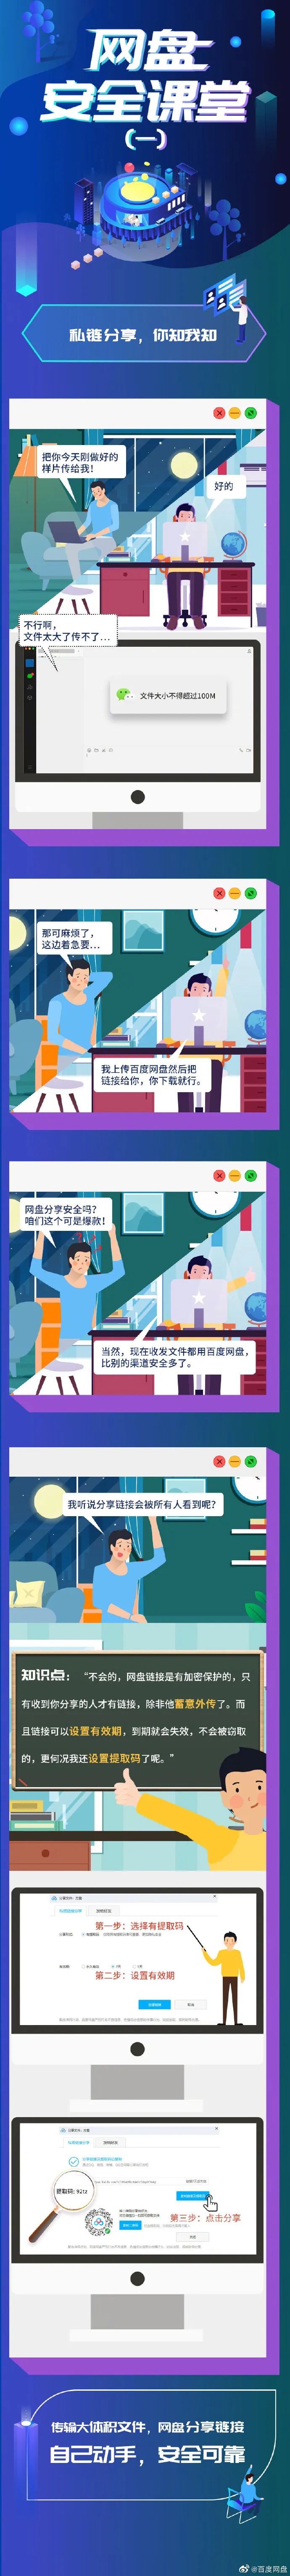 网盘
安全课堂
(一)
私链分享，你知我知
把你今天刚做好的
样片传给我！
好的
不行啊，
文件太大了传不了…
文件大小不得超过100M
那可麻烦了，
这边着急要…
我上传百度网盘然后把
链接给你，你下载就行。
网盘分享安全吗？
咱们这个可是爆款！
当然，现在收发文件都用百度网盘，
比别的渠道安全多了。
我听说分享链接会被所有人看到呢？
知识点：“不会的，网盘链接是有加密保护的，只
有收到你分享的人才有链接，除非他蓄意外传了。而
且链接可以设置有效期，到期就会失效，不会被窃取
的，更何况我还设置提取码了呢。”
第一步：选择有提取码
第二步：设置有效期
提取码：
第三步：点击分享
传输大体积文件，网盘分享链接
自己动手，安全可靠
@百度网盘